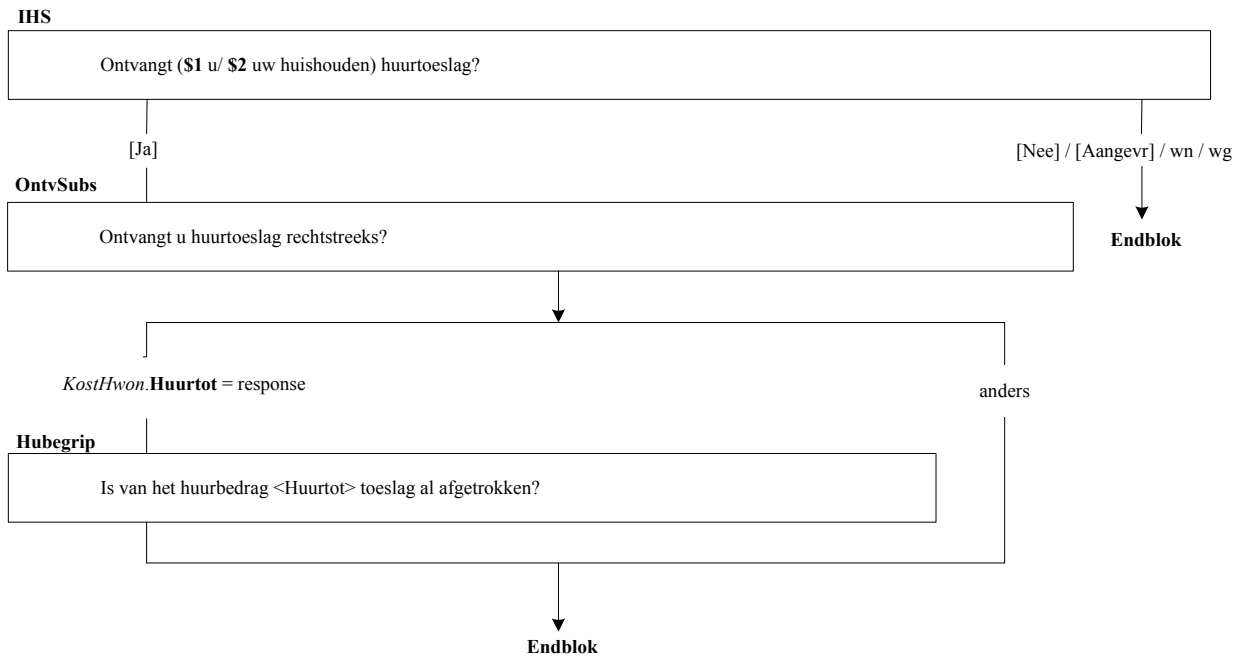 IHS
Ontvangt ($1 u/ $2 uw huishouden) huurtoeslag?
[Ja]
[Nee] / [Aangevr] / wn / wg
OntvSubs
Ontvangt u huurtoeslag rechtstreeks?
Endblok
KostHwon.Huurtot = response
anders
Hubegrip
Is van het huurbedrag <Huurtot> toeslag al afgetrokken?
Endblok